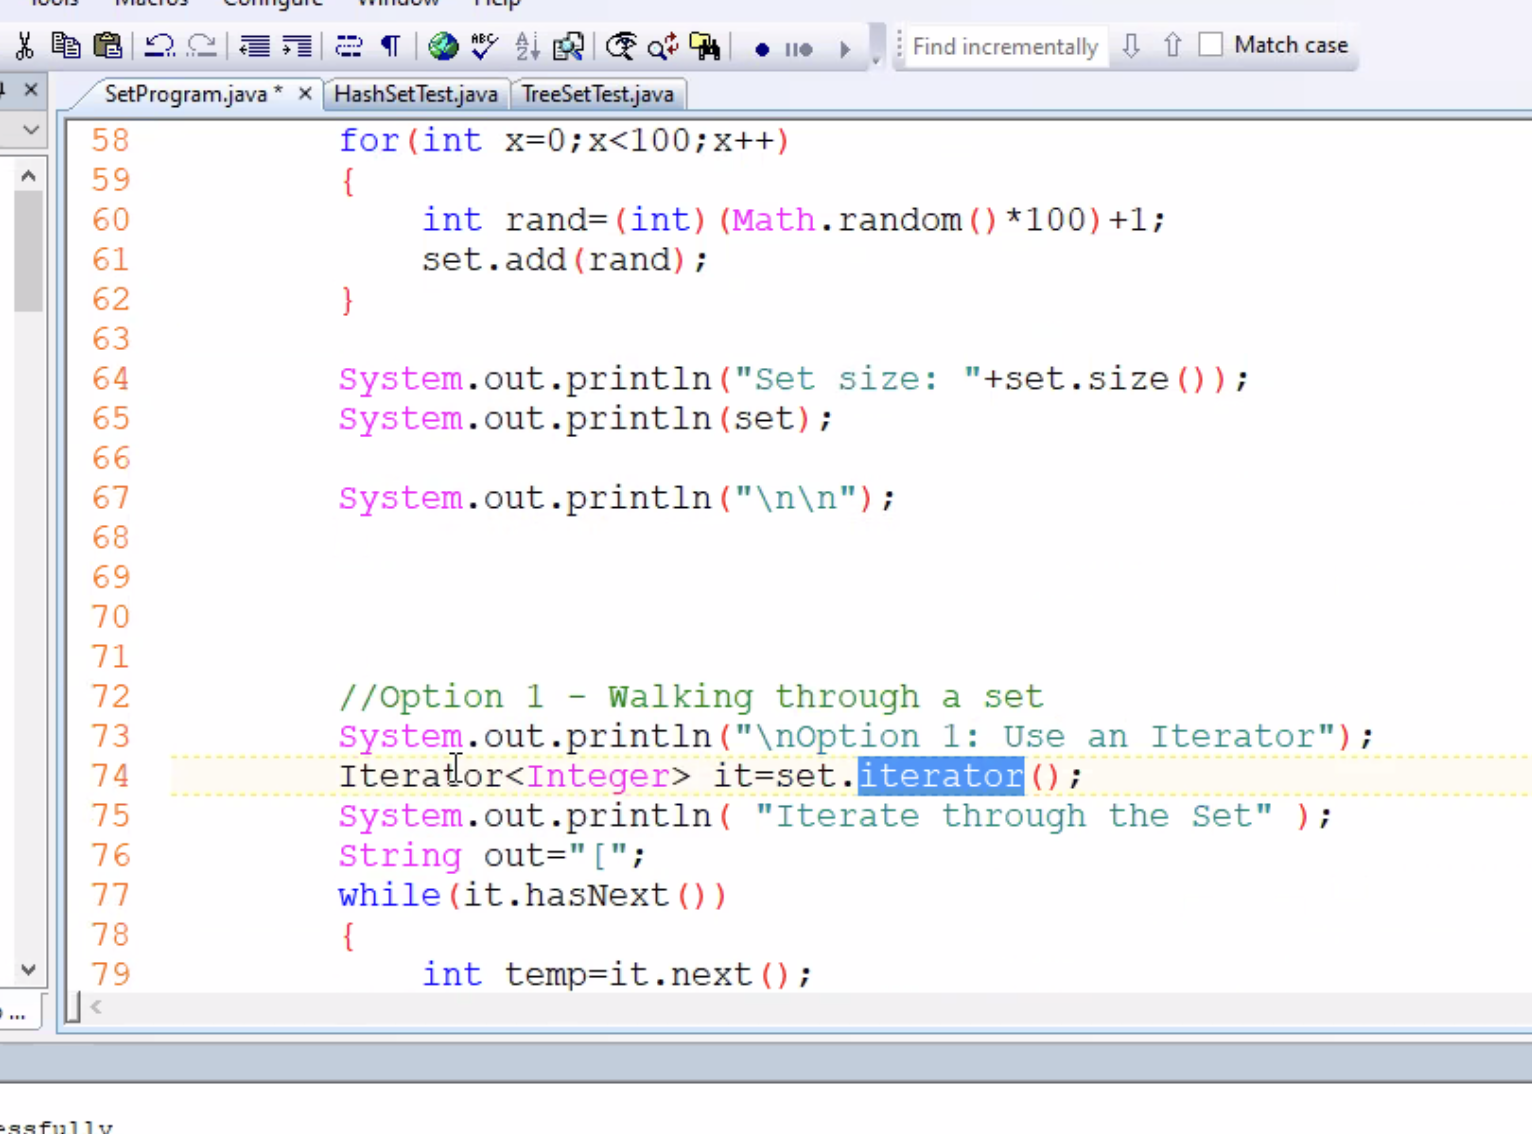 Tools Macros Configure Window Help
Find incrementally Match case
SetProgram.java * HashSetTest.java TreeSetTest.java
58 for(int x=0;x<100;x++)
59 {
60 int rand=(int)(Math.random()*100)+1;
61 set.add(rand);
62 }
63
64 System.out.println("Set size: "+set.size());
65 System.out.println(set);
66
67 System.out.println("\n\n");
68
69
70
71
72 //Option 1 - Walking through a set
73 System.out.println("\nOption 1: Use an Iterator");
74 Iterator<Integer> it=set.iterator();
75 System.out.println( "Iterate through the Set" );
76 String out="[";
77 while(it.hasNext())
78 {
79 int temp=it.next();
essfully